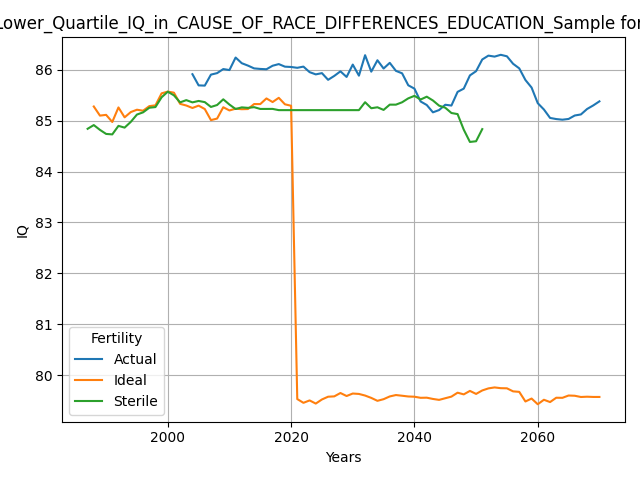 Lower_Quartile_IQ_in_CAUSE_OF_RACE_DIFFERENCES_EDUCATION_Sample for
86
85
84
83
82
81
80
IQ
Fertility
Actual
Ideal
Sterile
2000
2020
2040
2060
Years